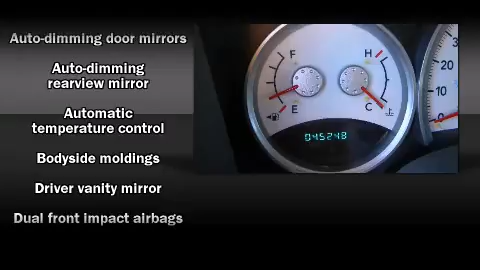 Auto-dimming door mirrors
Auto-dimming
rearview mirror
Automatic
temperature control
Bodyside moldings
Driver vanity mirror
Dual front impact airbags
F
H
E
C
045248
3
20
10
0